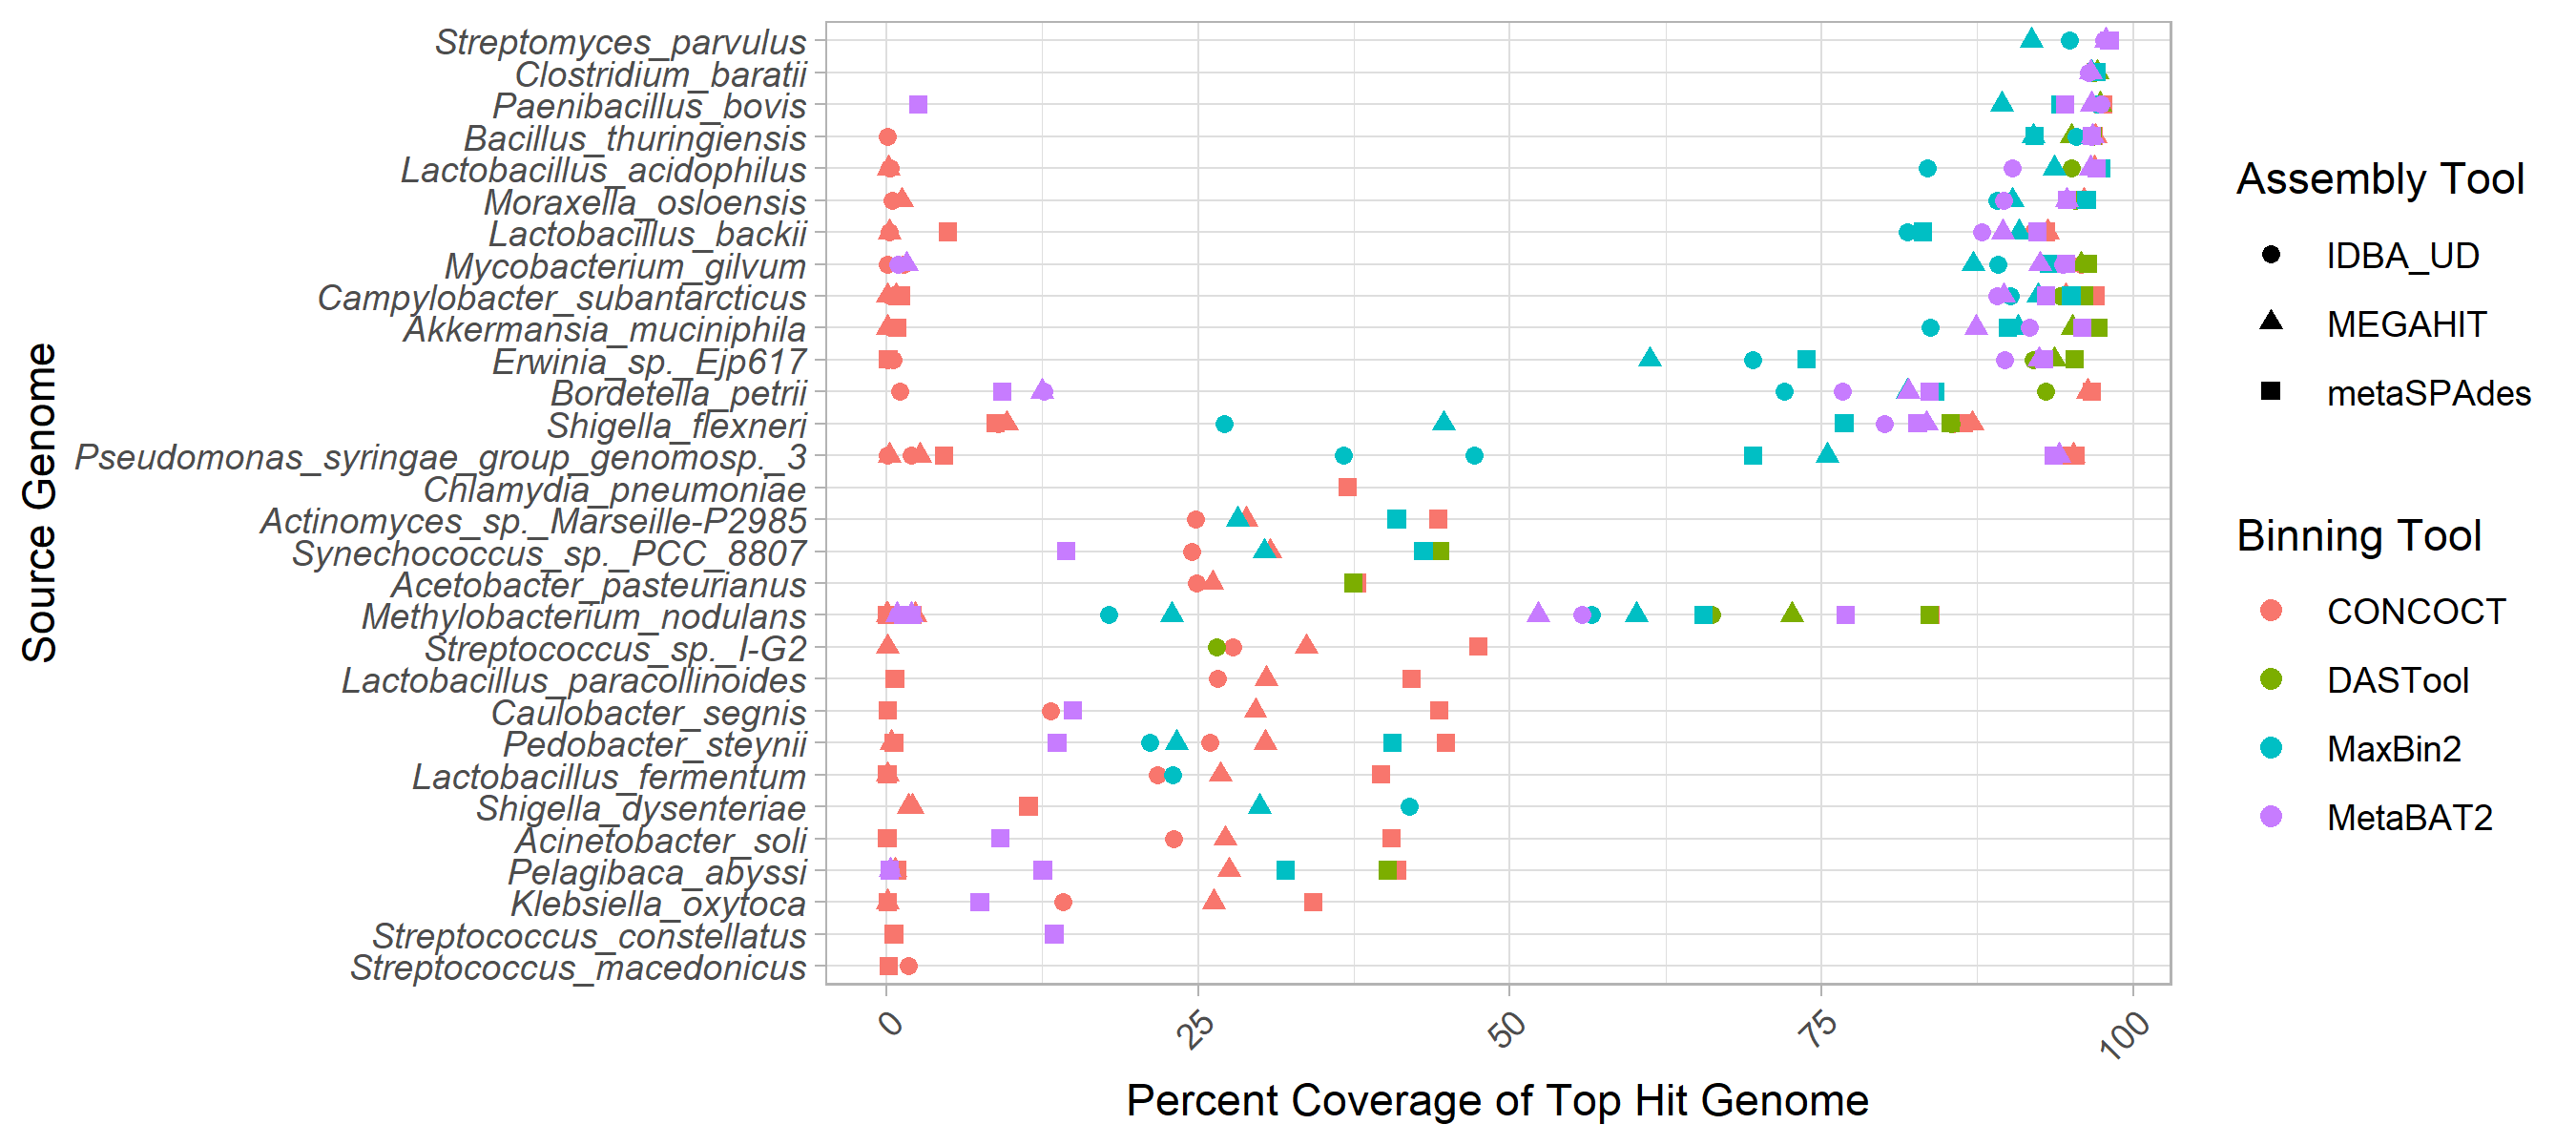 Source Genome
Streptomyces_parvulus
Clostridium_baratii
Paenibacillus_bovis
Bacillus_thuringiensis
Lactobacillus_acidophilus
Moraxella_osloensis
Lactobacillus_backii
Mycobacterium_gilvum
Campylobacter_subantarcticus
Akkermansia_muciniphila
Erwinia_sp._Ejp617
Bordetella_petrii
Shigella_flexneri
Pseudomonas_syringae_group_genomosp._3
Chlamydia_pneumoniae
Actinomyces_sp._Marseille-P2985
Synechococcus_sp._PCC_8807
Acetobacter_pasteurianus
Methylobacterium_nodulans
Streptococcus_sp._I-G2
Lactobacillus_paracollinoides
Caulobacter_segnis
Pedobacter_steynii
Lactobacillus_fermentum
Shigella_dysenteriae
Acinetobacter_soli
Pelagibaca_abyssi
Klebsiella_oxytoca
Streptococcus_constellatus
Streptococcus_macedonicus
0 25 50 75 100
Percent Coverage of Top Hit Genome
Assembly Tool
IDBA_UD
MEGAHIT
metaSPAdes
Binning Tool
CONCOCT
DASTool
MaxBin2
MetaBAT2